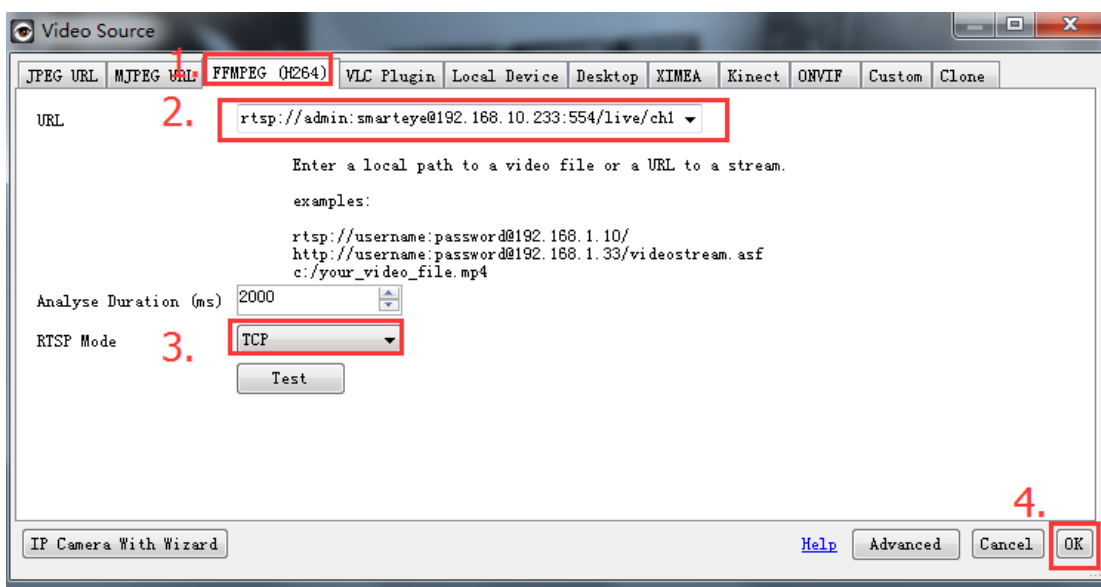 Video Source
1.
JPEG URL MJPEG URL FFMPEG (H264) VLC Plugin Local Device Desktop XIMEA Kinect ONVIF Custom Clone
2.
URL rtsp://admin:smarteye@192.168.10.233:554/live/ch1
Enter a local path to a video file or a URL to a stream.
examples:
rtsp://username:password@192.168.1.10/
http://username:password@192.168.1.33/videostream.asf
c:/your_video_file.mp4
Analyse Duration (ms) 2000
RTSP Mode 3. TCP
Test
4.
IP Camera With Wizard Help Advanced Cancel OK